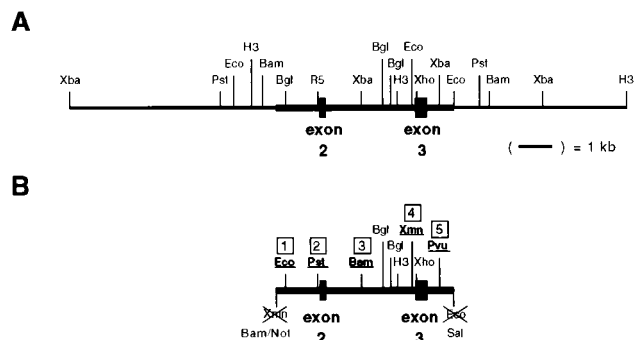 A
H3 Bgl Eco
Eco Bam Bgl Xba Pst
Xba Pst Bgl R5 Xba H3 Xho Eco Bam Xba H3
exon 2
exon 3
( ) = 1 kb
B
4
1 2 3 Bgl Xmn 5
Eco Pst Bam Bgl Pvu
H3 Xho
Xmn exon exon Eco
Bam/Not 2 3 Sal